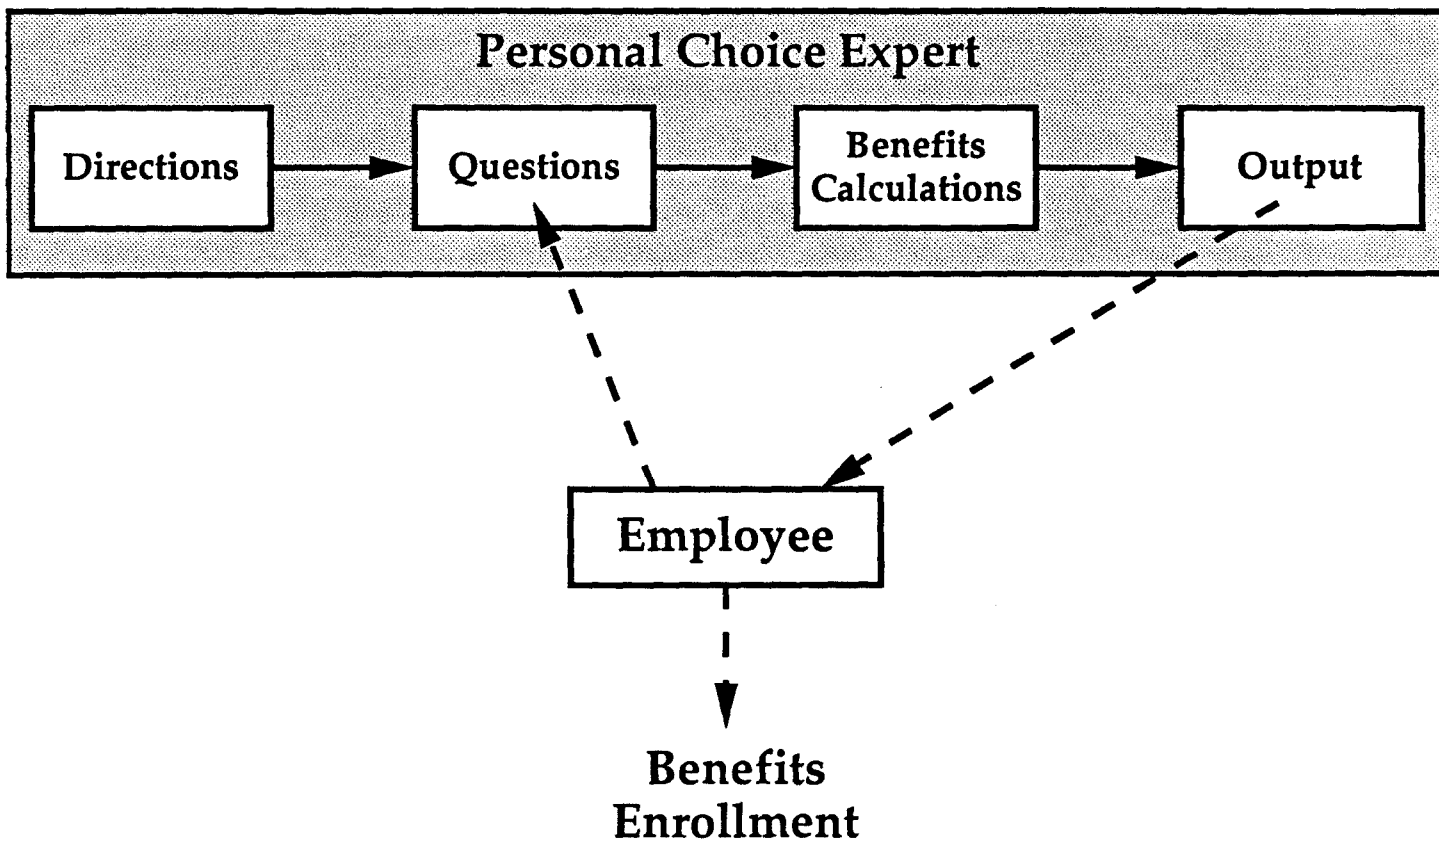 Personal Choice Expert
Directions
Questions
Benefits
Calculations
Output
Employee
Benefits
Enrollment